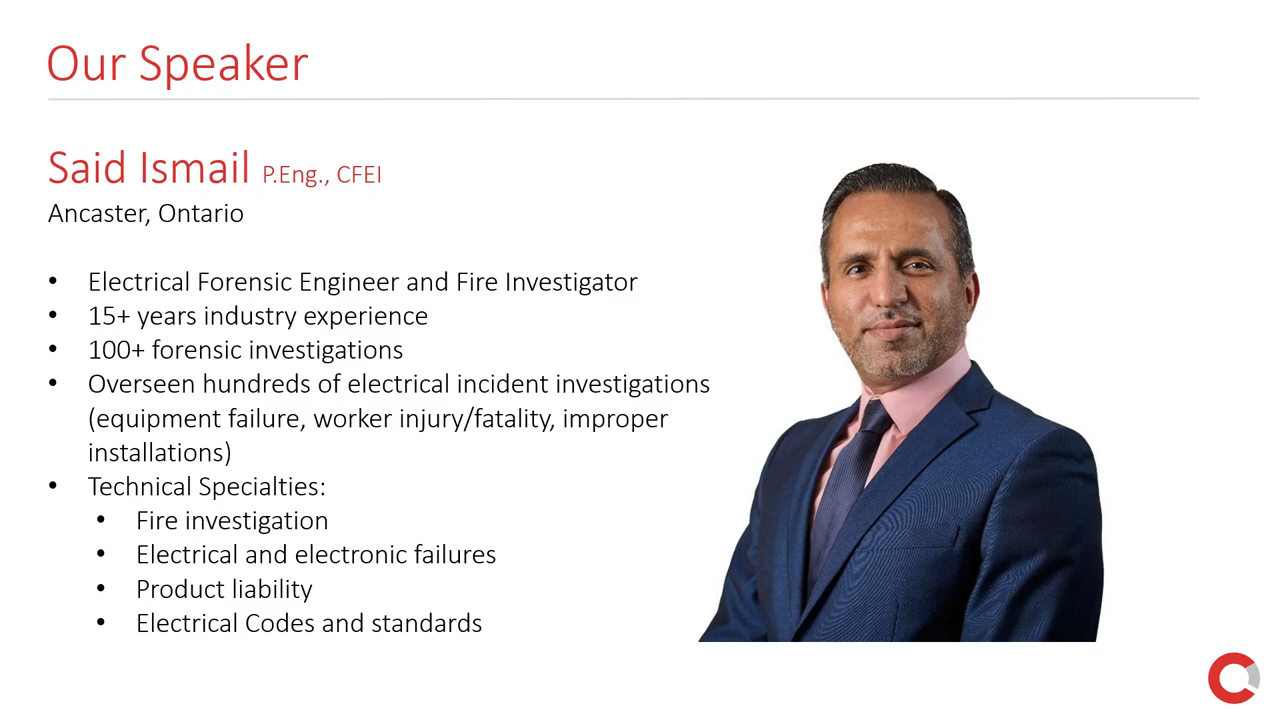 Our Speaker
Said Ismail P.Eng., CFEI
Ancaster, Ontario
• Electrical Forensic Engineer and Fire Investigator
• 15+ years industry experience
• 100+ forensic investigations
• Overseen hundreds of electrical incident investigations
(equipment failure, worker injury/fatality, improper
installations)
• Technical Specialties:
• Fire investigation
• Electrical and electronic failures
• Product liability
• Electrical Codes and standards